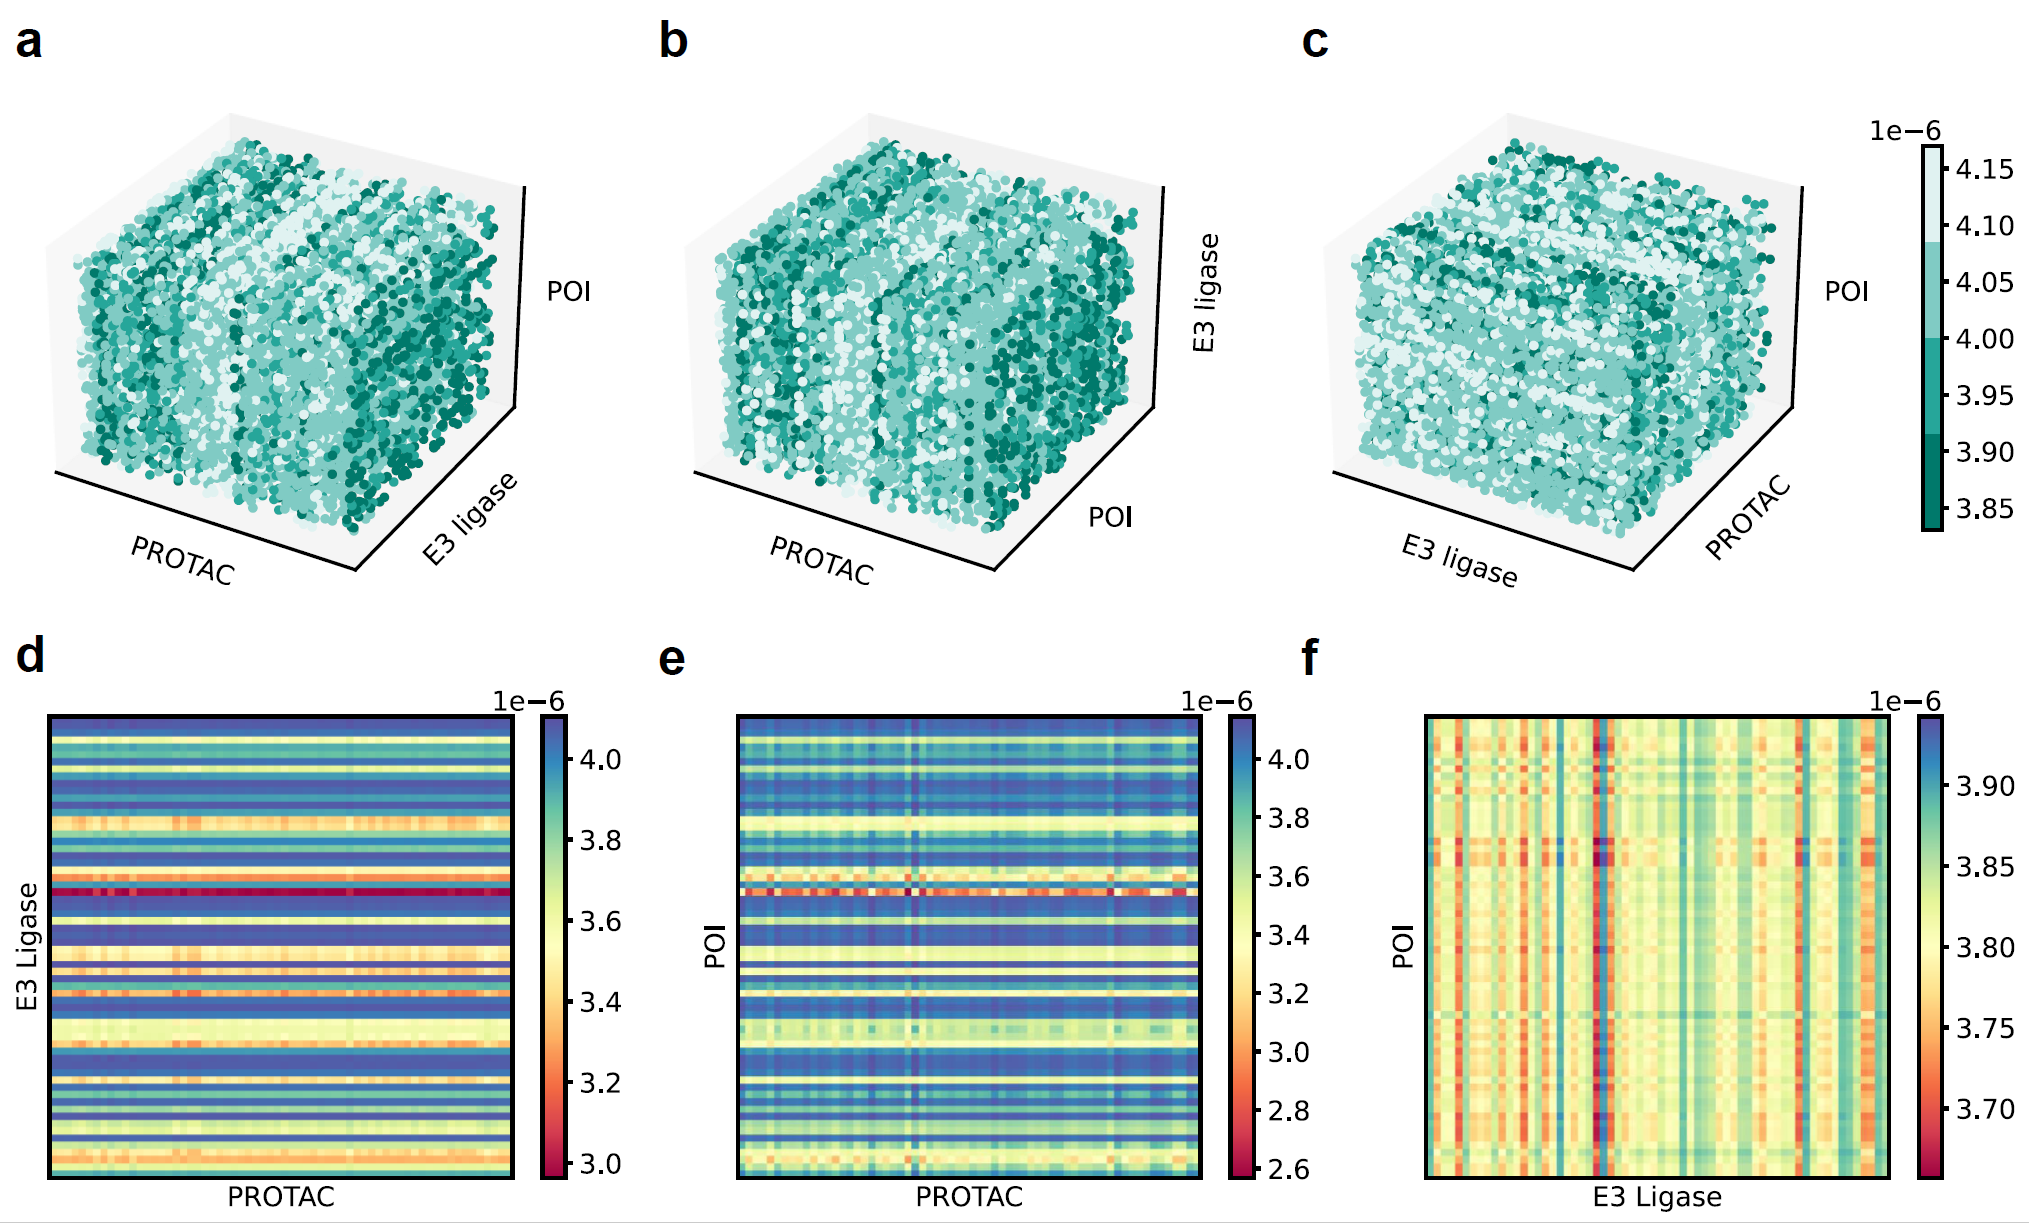 a
b
c
POI
E3 ligase
PROTAC
E3 ligase
POI
PROTAC
POI
PROTAC
E3 ligase
1e−6
4.15
4.10
4.05
4.00
3.95
3.90
3.85
d
e
f
1e−6
4.0
3.8
3.6
3.4
3.2
3.0
E3 Ligase
PROTAC
1e−6
4.0
3.8
3.6
3.4
3.2
3.0
2.8
2.6
POI
PROTAC
1e−6
3.90
3.85
3.80
3.75
3.70
POI
E3 Ligase